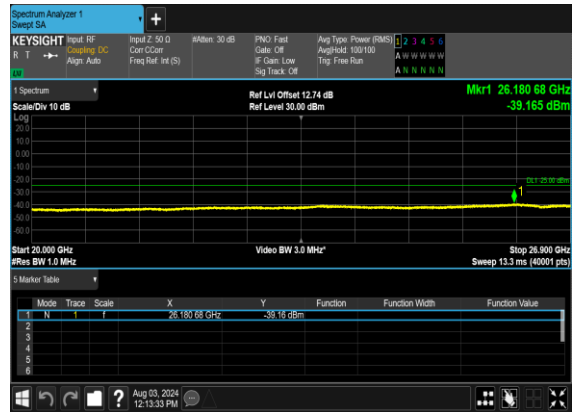 Spectrum Analyzer 1
Swept SA
KEYSIGHT Input: RF Input Z: 50 Ω #Atten: 30 dB PNO: Fast Avg Type: Power (RMS) 1 2 3 4 5 6
R T Coupling: DC Corr CCorr Gate: Off Avg|Hold: 100/100 A W W W W W
Align: Auto Freq Ref: Int (S) IF Gain: Low Trig: Free Run
Sig Track: Off A N N N N N
1 Spectrum Ref Lvl Offset 12.74 dB Mkr1 26.180 68 GHz
Scale/Div 10 dB Ref Level 30.00 dBm -39.165 dBm
Log
20.0
10.0
0.00
-10.0
-20.0
DL1 -25.00 dBm
-30.0
1
-40.0
-50.0
-60.0
Start 20.000 GHz Video BW 3.0 MHz* Stop 26.900 GHz
#Res BW 1.0 MHz Sweep 13.3 ms (40001 pts)
5 Marker Table
Mode Trace Scale X Y Function Function Width Function Value
1 N 1 f 26.180 68 GHz -39.16 dBm
2
3
4
5
6
? Aug 03, 2024
12:13:33 PM